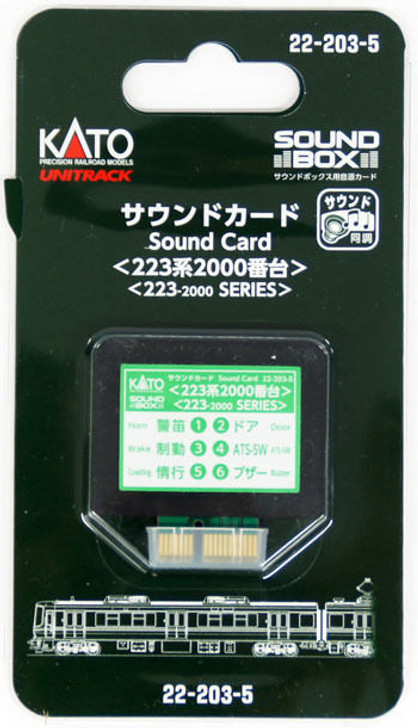 22-203-5
KATO
PRECISION RAILROAD MODELS
UNITRACK
SOUND
BOX
サウンドボックス用音源カード
サウンドカード
サウンド
同調
Sound Card
<223系2000番台>
<223-2000 SERIES>
KATO サウンドカード Sound Card 22-203-5
SOUND BOX <223系2000番台>
<223-2000 SERIES>
Horn 警笛 1 2 ドア Door
Brake 制動 3 4 ATS-SW ATS-SW
Coasting 惰行 5 6 ブザー Buzzer
22-203-5